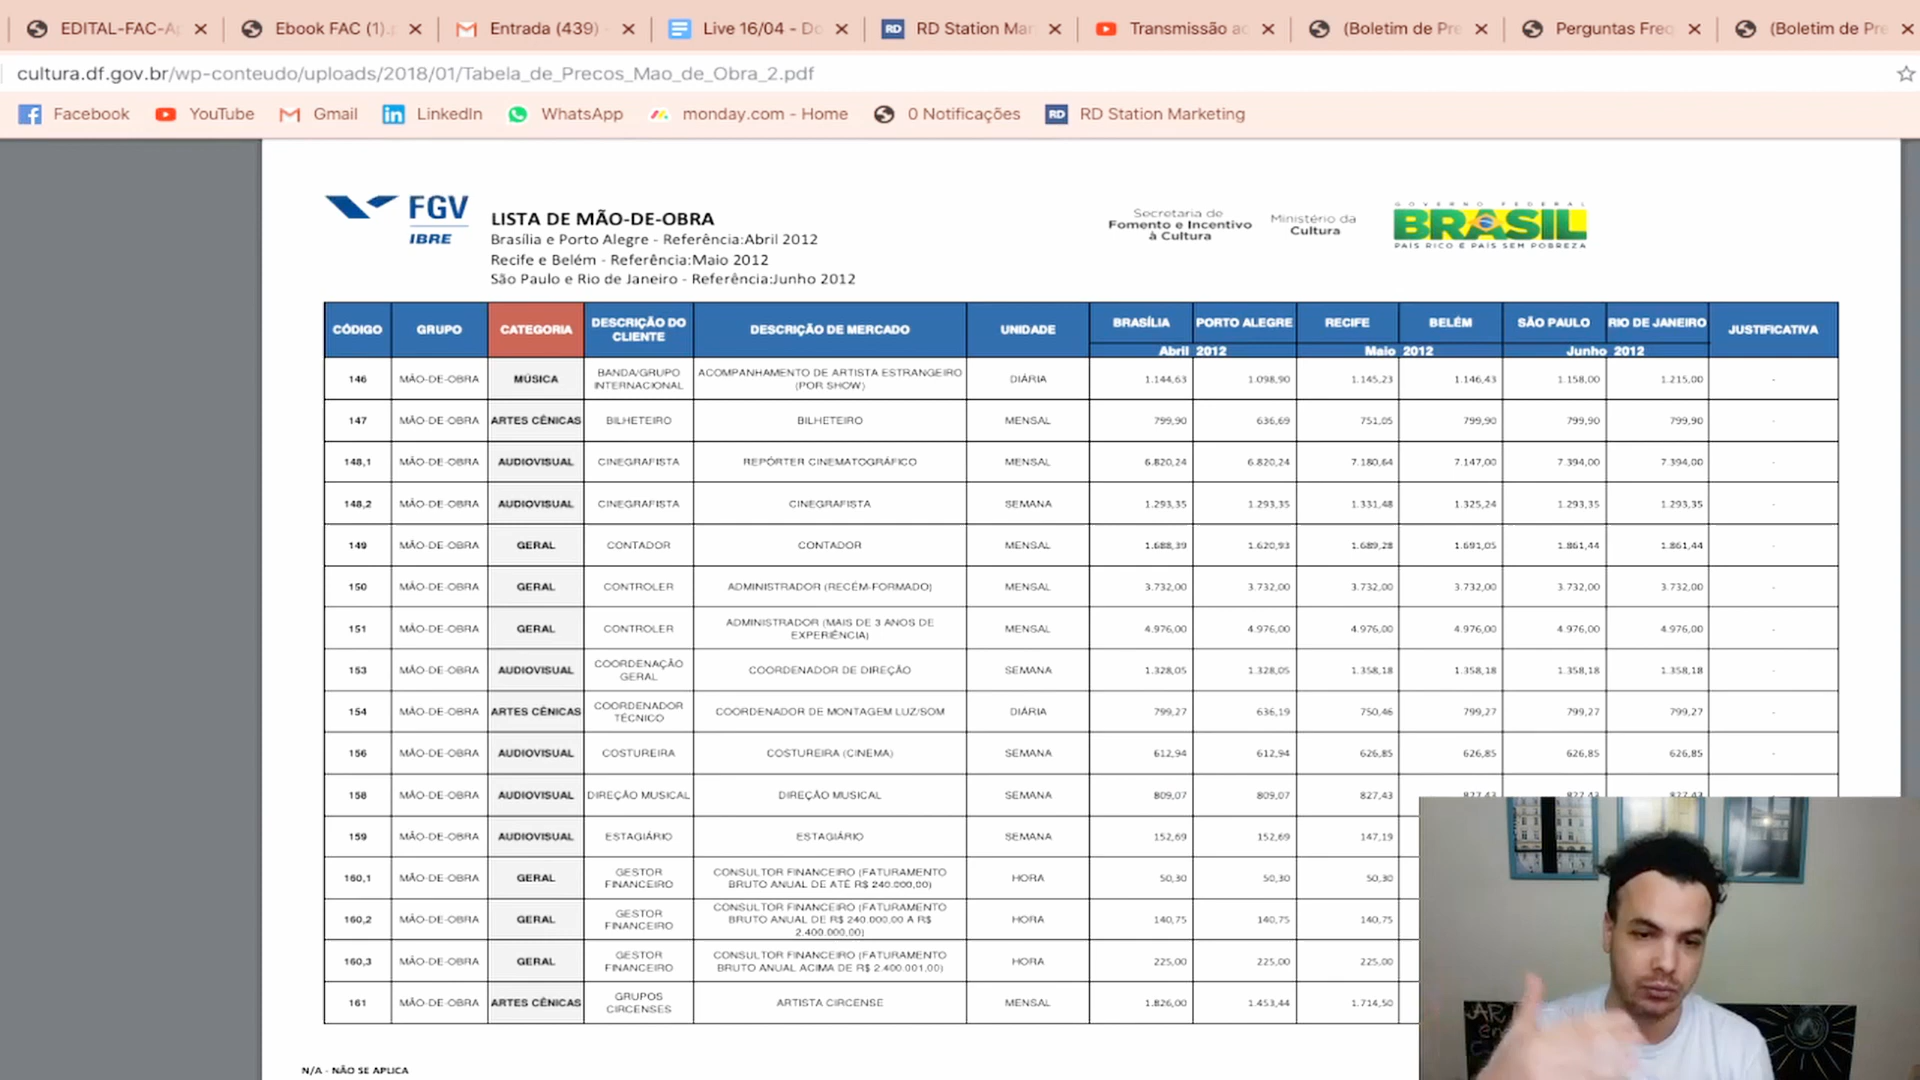 EDITAL-FAC-A
Ebook FAC (1).
Entrada (439) -
Live 16/04 - Do
RD Station Mar
Transmissão ao
(Boletim de Pre
Perguntas Freq
(Boletim de Pre
cultura.df.gov.br/wp-conteudo/uploads/2018/01/Tabela_de_Precos_Mao_de_Obra_2.pdf
Facebook YouTube Gmail LinkedIn WhatsApp monday.com - Home 0 Notificações RD Station Marketing
FGV
IBRE
LISTA DE MÃO-DE-OBRA
Brasília e Porto Alegre - Referência:Abril 2012
Recife e Belém - Referência:Maio 2012
São Paulo e Rio de Janeiro - Referência:Junho 2012
Secretaria de
Fomento e Incentivo
à Cultura
Ministério da
Cultura
GOVERNO FEDERAL
BRASIL
PAÍS RICO É PAÍS SEM POBREZA
CÓDIGO GRUPO CATEGORIA DESCRIÇÃO DO CLIENTE DESCRIÇÃO DE MERCADO UNIDADE BRASÍLIA PORTO ALEGRE RECIFE BELÉM SÃO PAULO RIO DE JANEIRO JUSTIFICATIVA
Abril 2012 Maio 2012 Junho 2012
146 MÃO-DE-OBRA MÚSICA BANDA/GRUPO INTERNACIONAL ACOMPANHAMENTO DE ARTISTA ESTRANGEIRO (POR SHOW) DIÁRIA 1.144,63 1.098,90 1.145,23 1.146,43 1.158,00 1.215,00 -
147 MÃO-DE-OBRA ARTES CÊNICAS BILHETEIRO BILHETEIRO MENSAL 799,90 636,69 751,05 799,90 799,90 799,90 -
148,1 MÃO-DE-OBRA AUDIOVISUAL CINEGRAFISTA REPÓRTER CINEMATOGRÁFICO MENSAL 6.820,24 6.820,24 7.180,64 7.147,00 7.394,00 7.394,00 -
148,2 MÃO-DE-OBRA AUDIOVISUAL CINEGRAFISTA CINEGRAFISTA SEMANA 1.293,35 1.293,35 1.331,48 1.325,24 1.293,35 1.293,35 -
149 MÃO-DE-OBRA GERAL CONTADOR CONTADOR MENSAL 1.688,39 1.620,93 1.689,28 1.691,05 1.861,44 1.861,44 -
150 MÃO-DE-OBRA GERAL CONTROLER ADMINISTRADOR (RECÉM-FORMADO) MENSAL 3.732,00 3.732,00 3.732,00 3.732,00 3.732,00 3.732,00 -
151 MÃO-DE-OBRA GERAL CONTROLER ADMINISTRADOR (MAIS DE 3 ANOS DE EXPERIÊNCIA) MENSAL 4.976,00 4.976,00 4.976,00 4.976,00 4.976,00 4.976,00 -
153 MÃO-DE-OBRA AUDIOVISUAL COORDENAÇÃO GERAL COORDENADOR DE DIREÇÃO SEMANA 1.328,05 1.328,05 1.358,18 1.358,18 1.358,18 1.358,18 -
154 MÃO-DE-OBRA ARTES CÊNICAS COORDENADOR TÉCNICO COORDENADOR DE MONTAGEM LUZ/SOM DIÁRIA 799,27 636,19 750,46 799,27 799,27 799,27 -
156 MÃO-DE-OBRA AUDIOVISUAL COSTUREIRA COSTUREIRA (CINEMA) SEMANA 612,94 612,94 626,85 626,85 626,85 626,85 -
158 MÃO-DE-OBRA AUDIOVISUAL DIREÇÃO MUSICAL DIREÇÃO MUSICAL SEMANA 809,07 809,07 827,43 827,43 827,43 827,43
159 MÃO-DE-OBRA AUDIOVISUAL ESTAGIÁRIO ESTAGIÁRIO SEMANA 152,69 152,69 147,19
160,1 MÃO-DE-OBRA GERAL GESTOR FINANCEIRO CONSULTOR FINANCEIRO (FATURAMENTO BRUTO ANUAL DE ATÉ R$ 240.000,00) HORA 50,30 50,30 50,30
160,2 MÃO-DE-OBRA GERAL GESTOR FINANCEIRO CONSULTOR FINANCEIRO (FATURAMENTO BRUTO ANUAL DE R$ 240.000,00 A R$ 2.400.000,00) HORA 140,75 140,75 140,75
160,3 MÃO-DE-OBRA GERAL GESTOR FINANCEIRO CONSULTOR FINANCEIRO (FATURAMENTO BRUTO ANUAL ACIMA DE R$ 2.400.001,00) HORA 225,00 225,00 225,00
161 MÃO-DE-OBRA ARTES CÊNICAS GRUPOS CIRCENSES ARTISTA CIRCENSE MENSAL 1.826,00 1.453,44 1.714,50
N/A - NÃO SE APLICA